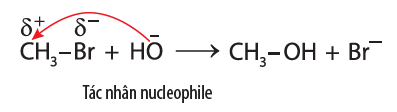 δ+ δ−
CH₃–Br + HO⁻ ⟶ CH₃–OH + Br⁻
Tác nhân nucleophile